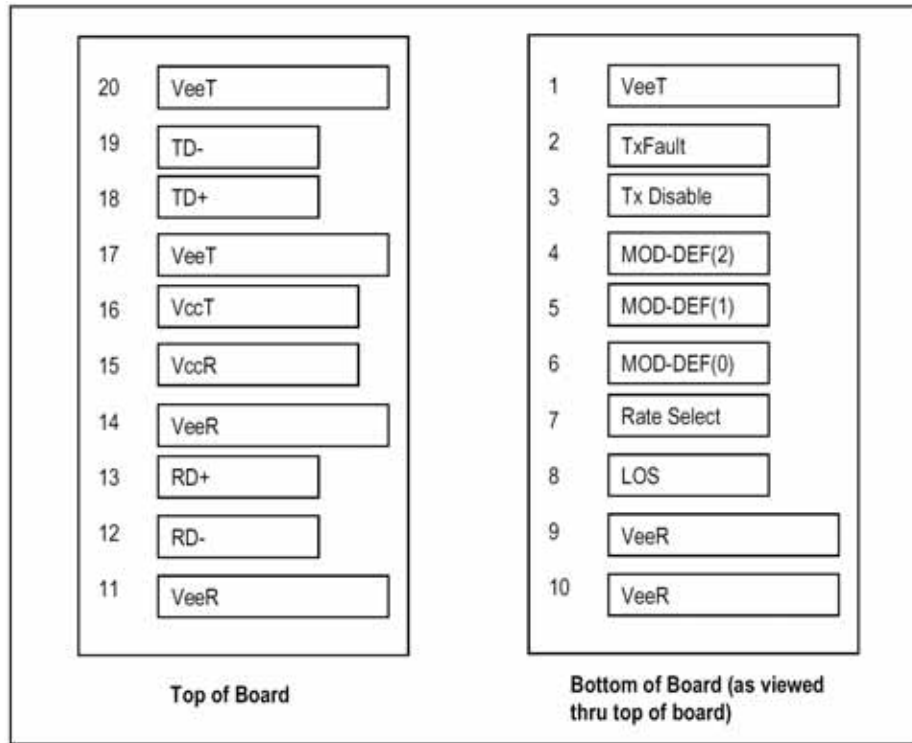 20 VeeT
19 TD-
18 TD+
17 VeeT
16 VccT
15 VccR
14 VeeR
13 RD+
12 RD-
11 VeeR
Top of Board
1 VeeT
2 TxFault
3 Tx Disable
4 MOD-DEF(2)
5 MOD-DEF(1)
6 MOD-DEF(0)
7 Rate Select
8 LOS
9 VeeR
10 VeeR
Bottom of Board (as viewed
thru top of board)